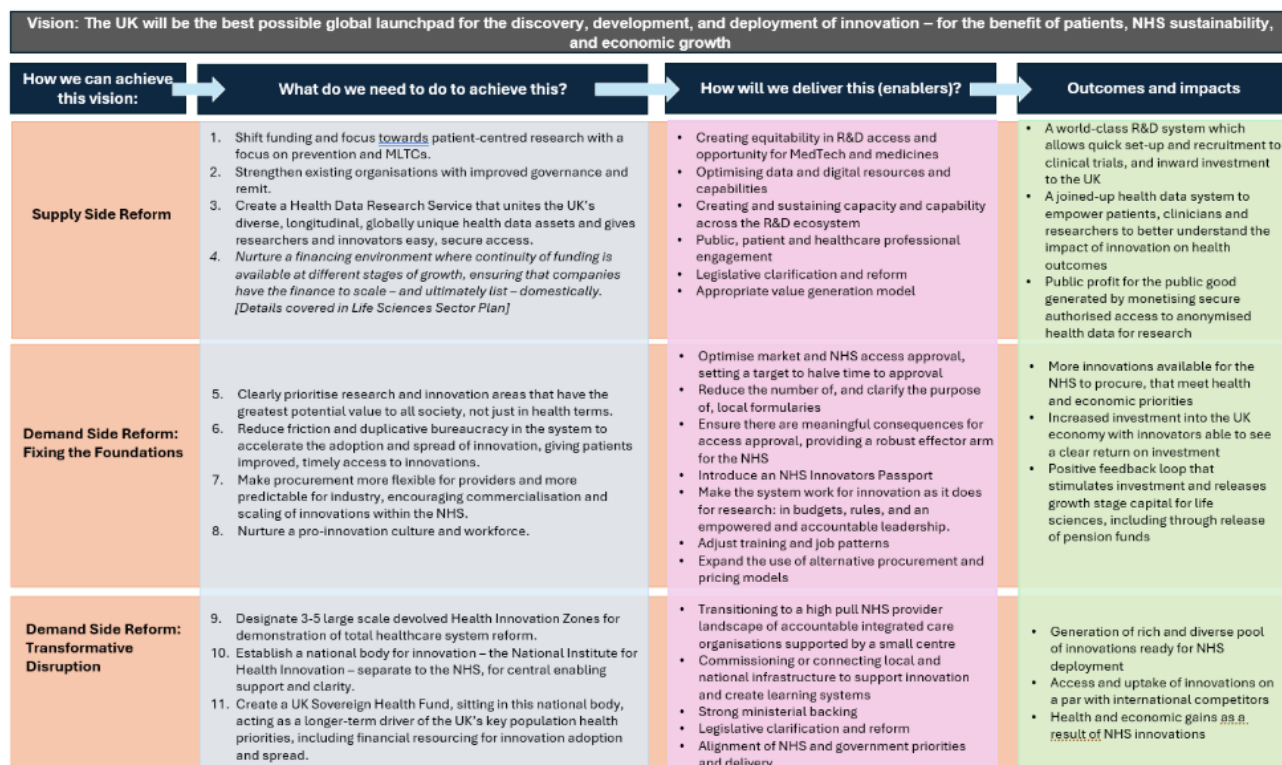 Vision: The UK will be the best possible global launchpad for the discovery, development, and deployment of innovation – for the benefit of patients, NHS sustainability,
and economic growth
How we can achieve
this vision:
What do we need to do to achieve this?
How will we deliver this (enablers)?
Outcomes and impacts
Supply Side Reform
1. Shift funding and focus towards patient-centred research with a
focus on prevention and MLTCs.
2. Strengthen existing organisations with improved governance and
remit.
3. Create a Health Data Research Service that unites the UK's
diverse, longitudinal, globally unique health data assets and gives
researchers and innovators easy, secure access.
4. Nurture a financing environment where continuity of funding is
available at different stages of growth, ensuring that companies
have the finance to scale – and ultimately list – domestically.
[Details covered in Life Sciences Sector Plan]
• Creating equitability in R&D access and
opportunity for MedTech and medicines
• Optimising data and digital resources and
capabilities
• Creating and sustaining capacity and capability
across the R&D ecosystem
• Public, patient and healthcare professional
engagement
• Legislative clarification and reform
• Appropriate value generation model
• A world-class R&D system which
allows quick set-up and recruitment to
clinical trials, and inward investment
to the UK
• A joined-up health data system to
empower patients, clinicians and
researchers to better understand the
impact of innovation on health
outcomes
• Public profit for the public good
generated by monetising secure
authorised access to anonymised
health data for research
Demand Side Reform:
Fixing the Foundations
5. Clearly prioritise research and innovation areas that have the
greatest potential value to all society, not just in health terms.
6. Reduce friction and duplicative bureaucracy in the system to
accelerate the adoption and spread of innovation, giving patients
improved, timely access to innovations.
7. Make procurement more flexible for providers and more
predictable for industry, encouraging commercialisation and
scaling of innovations within the NHS.
8. Nurture a pro-innovation culture and workforce.
• Optimise market and NHS access approval,
setting a target to halve time to approval
• Reduce the number of, and clarify the purpose
of, local formularies
• Ensure there are meaningful consequences for
access approval, providing a robust effector arm
for the NHS
• Introduce an NHS Innovators Passport
• Make the system work for innovation as it does
for research: in budgets, rules, and an
empowered and accountable leadership.
• Adjust training and job patterns
• Expand the use of alternative procurement and
pricing models
• More innovations available for the
NHS to procure, that meet health
and economic priorities
• Increased investment into the UK
economy with innovators able to see
a clear return on investment
• Positive feedback loop that
stimulates investment and releases
growth stage capital for life
sciences, including through release
of pension funds
Demand Side Reform:
Transformative
Disruption
9. Designate 3-5 large scale devolved Health Innovation Zones for
demonstration of total healthcare system reform.
10. Establish a national body for innovation – the National Institute for
Health Innovation – separate to the NHS, for central enabling
support and clarity.
11. Create a UK Sovereign Health Fund, sitting in this national body,
acting as a longer-term driver of the UK's key population health
priorities, including financial resourcing for innovation adoption
and spread.
• Transitioning to a high pull NHS provider
landscape of accountable integrated care
organisations supported by a small centre
• Commissioning or connecting local and
national infrastructure to support innovation
and create learning systems
• Strong ministerial backing
• Legislative clarification and reform
• Alignment of NHS and government priorities
and delivery
• Generation of rich and diverse pool
of innovations ready for NHS
deployment
• Access and uptake of innovations on
a par with international competitors
• Health and economic gains as a
result of NHS innovations